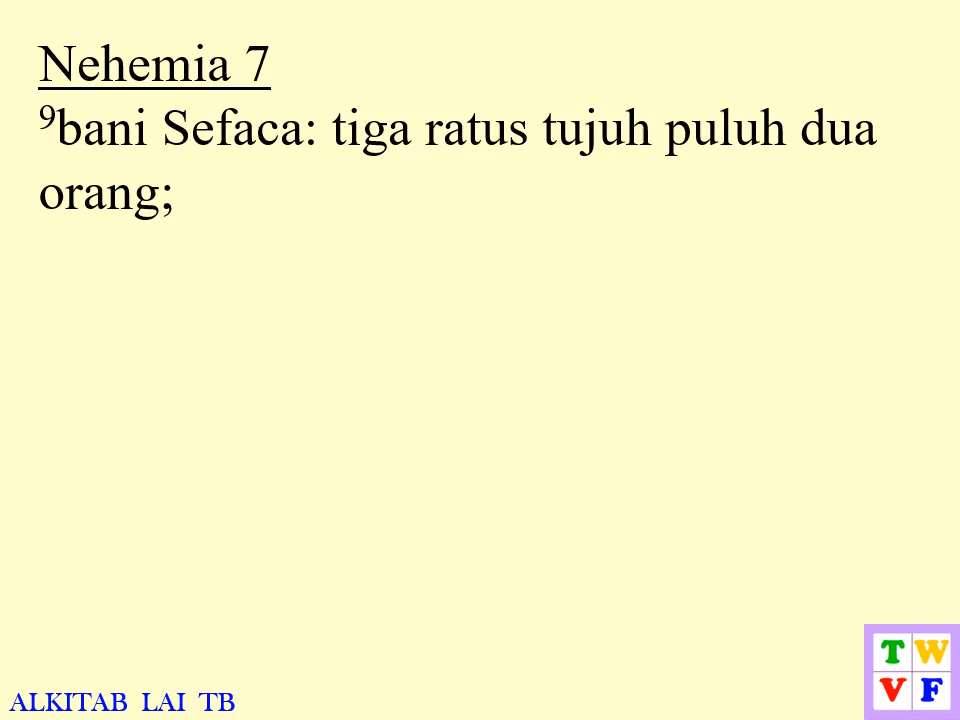 Nehemia 7
9bani Sefaca: tiga ratus tujuh puluh dua
orang;
T W
V F
ALKITAB LAI TB